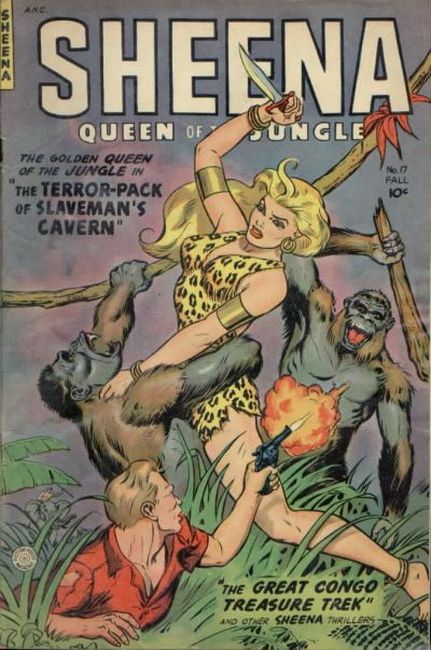 A.N.C.
SHEENA
SHEENA
QUEEN OF THE JUNGLE
THE GOLDEN QUEEN
OF THE JUNGLE IN
"THE TERROR-PACK
OF SLAVEMAN'S
CAVERN"
No.17
FALL
10¢
"THE GREAT CONGO
TREASURE TREK"
AND OTHER SHEENA THRILLERS